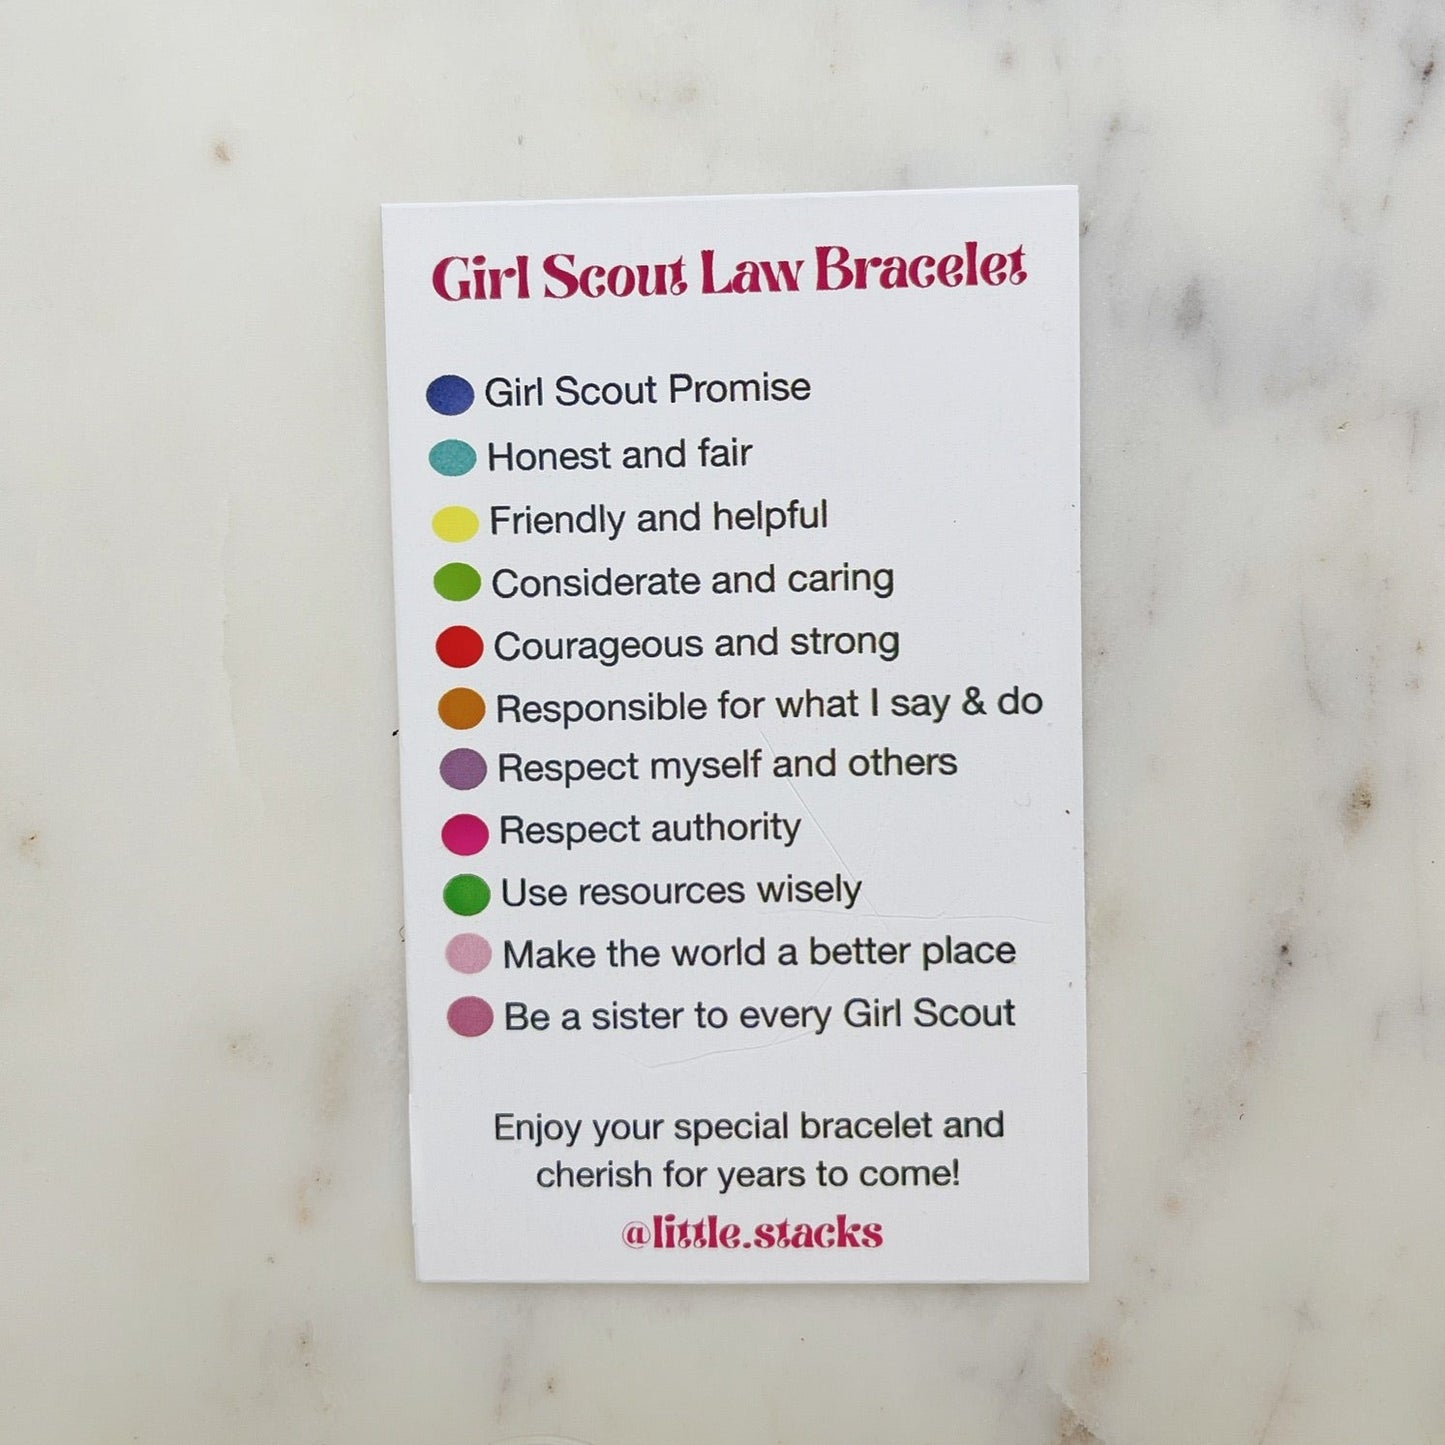 Girl Scout Law Bracelet
Girl Scout Promise
Honest and fair
Friendly and helpful
Considerate and caring
Courageous and strong
Responsible for what I say & do
Respect myself and others
Respect authority
Use resources wisely
Make the world a better place
Be a sister to every Girl Scout
Enjoy your special bracelet and
cherish for years to come!
@little.stacks